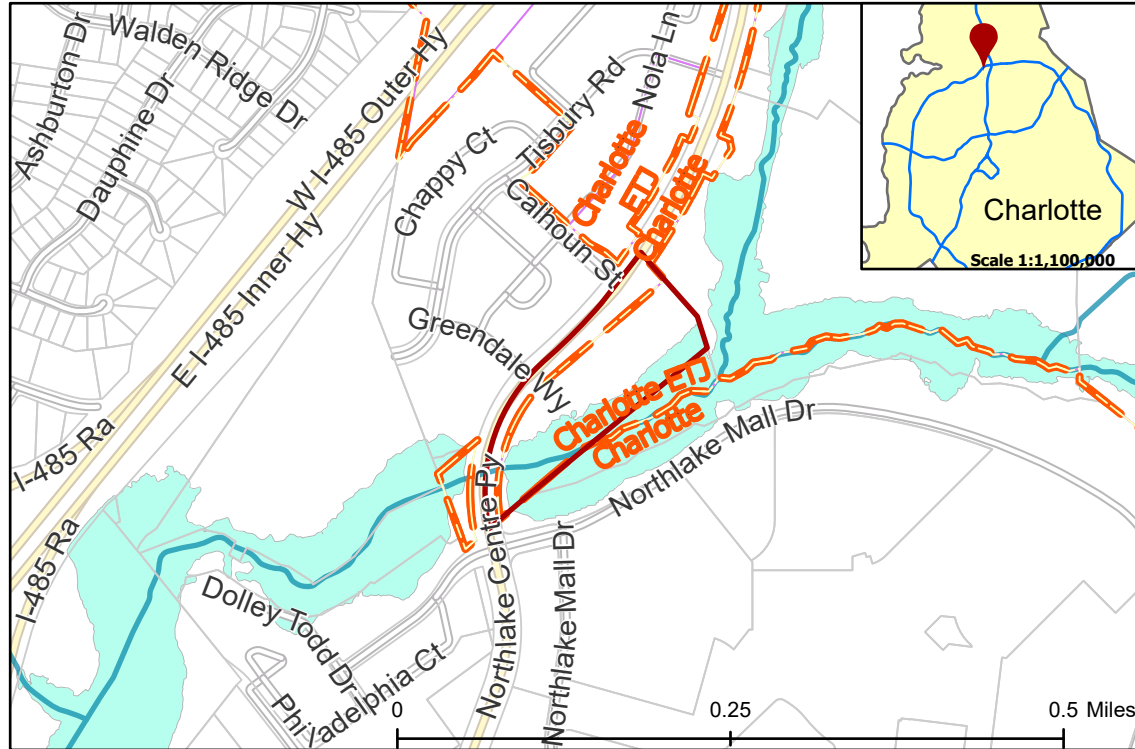 Walden Ridge Dr
Ashburton Dr
Dauphine Dr
W I-485 Outer Hy
E I-485 Inner Hy
I-485 Ra
I-485 Ra
Chappy Ct
Tisbury Rd
Nola Ln
Calhoun St
Greendale Wy
Charlotte
ETJ
Charlotte
Charlotte ETJ
Charlotte
Northlake Mall Dr
Northlake Mall Dr
Northlake Centre Py
Dolley Todd Dr
Philadelphia Ct
Charlotte
Scale 1:1,100,000
0
0.25
0.5 Miles